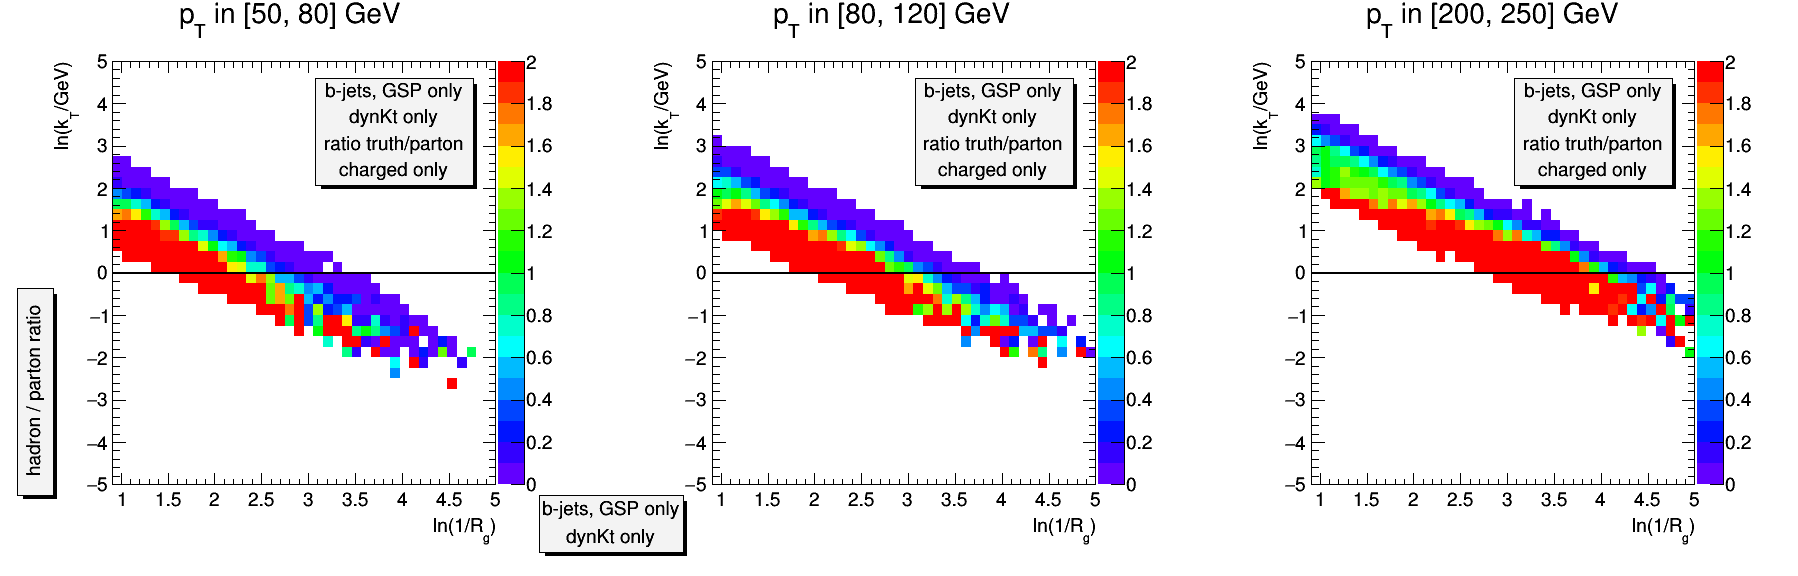 p_T in [50, 80] GeV
p_T in [80, 120] GeV
p_T in [200, 250] GeV
hadron / parton ratio
ln(k_T/GeV)
5
4
3
2
1
0
−1
−2
−3
−4
−5
b-jets, GSP only
dynKt only
ratio truth/parton
charged only
2
1.8
1.6
1.4
1.2
1
0.8
0.6
0.4
0.2
0
1 1.5 2 2.5 3 3.5 4 4.5 5
ln(1/R_g)
b-jets, GSP only
dynKt only
ln(k_T/GeV)
5
4
3
2
1
0
−1
−2
−3
−4
−5
b-jets, GSP only
dynKt only
ratio truth/parton
charged only
2
1.8
1.6
1.4
1.2
1
0.8
0.6
0.4
0.2
0
1 1.5 2 2.5 3 3.5 4 4.5 5
ln(1/R_g)
ln(k_T/GeV)
5
4
3
2
1
0
−1
−2
−3
−4
−5
b-jets, GSP only
dynKt only
ratio truth/parton
charged only
2
1.8
1.6
1.4
1.2
1
0.8
0.6
0.4
0.2
0
1 1.5 2 2.5 3 3.5 4 4.5 5
ln(1/R_g)